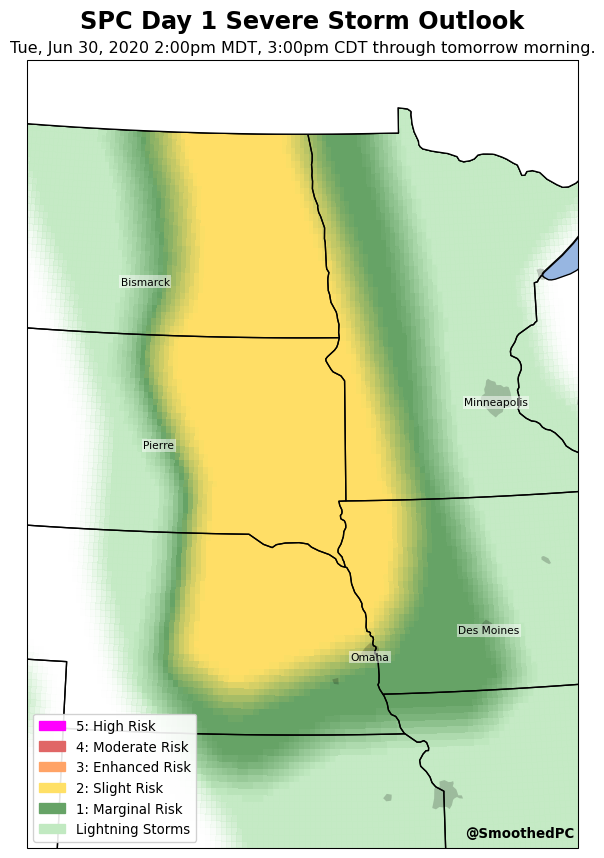 SPC Day 1 Severe Storm Outlook
Tue, Jun 30, 2020 2:00pm MDT, 3:00pm CDT through tomorrow morning.
Bismarck
Minneapolis
Pierre
Des Moines
Omaha
5: High Risk
4: Moderate Risk
3: Enhanced Risk
2: Slight Risk
1: Marginal Risk
Lightning Storms
@SmoothedPC